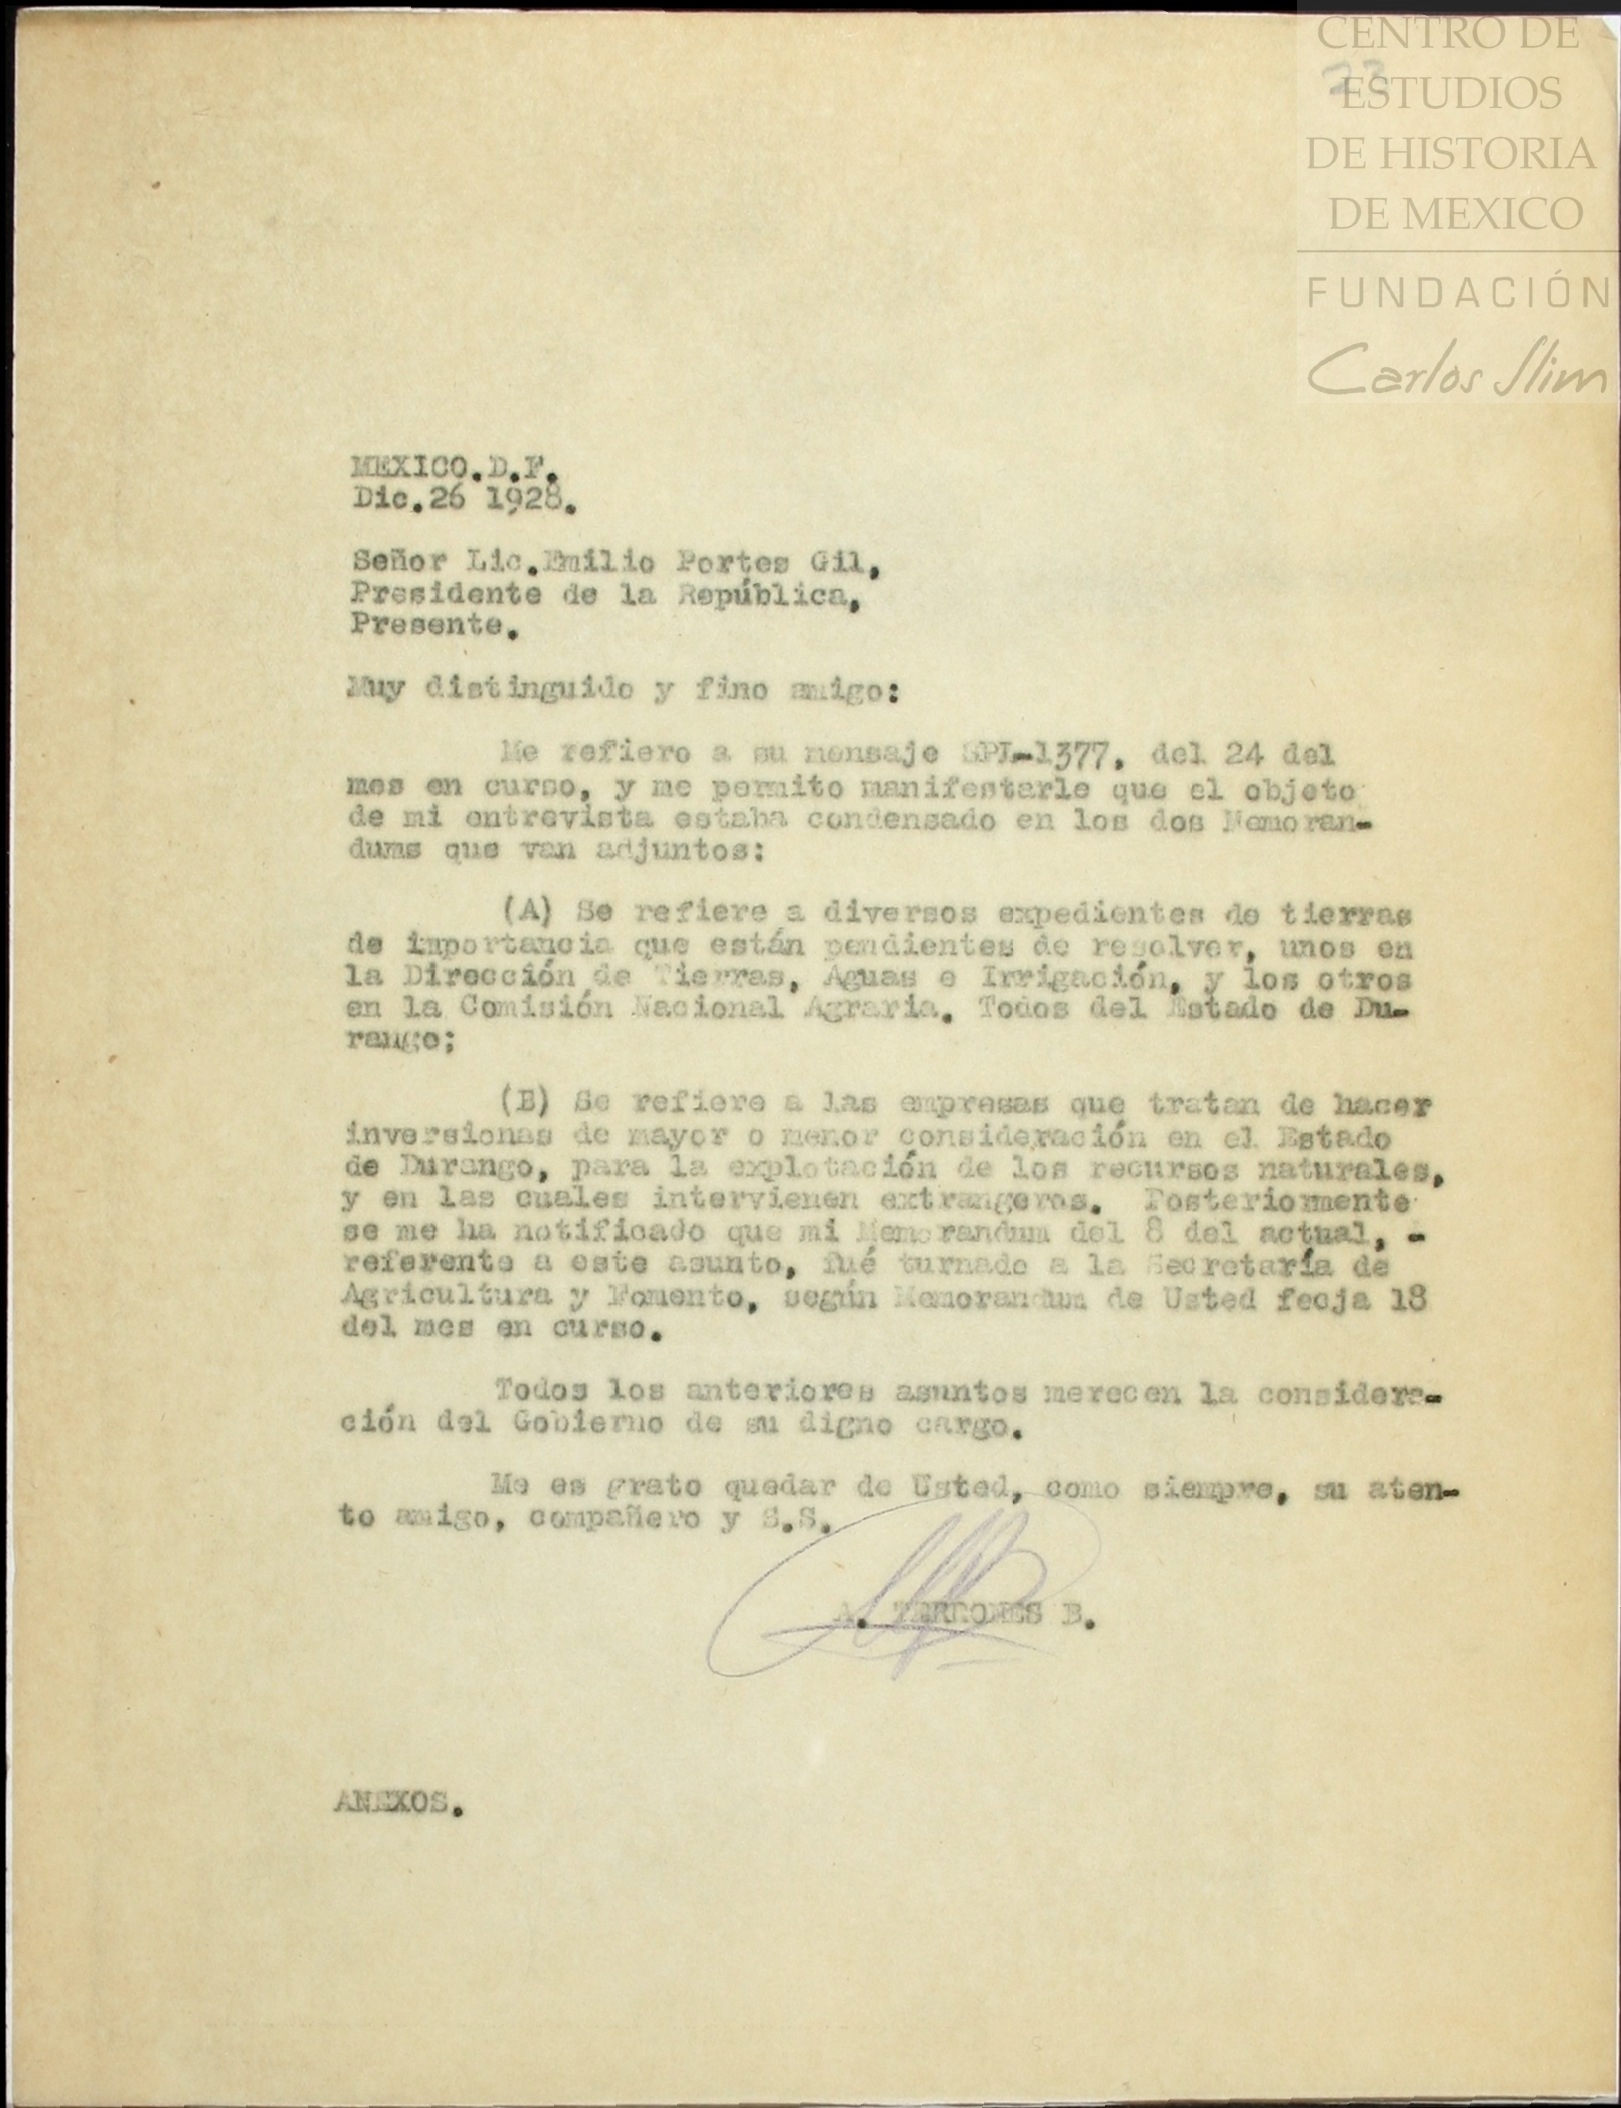 CENTRO DE
ESTUDIOS
DE HISTORIA
DE MEXICO
FUNDACIÓN
Carlos Slim
MEXICO.D.F.
Dic.26 1928.
Señor Lic.Emilio Portes Gil,
Presidente de la República,
Presente.
Muy distinguido y fino amigo:
Me refiero a su mensaje SPI-1377, del 24 del
mes en curso, y me permito manifestarle que el objeto
de mi entrevista estaba condensado en los dos Memoran-
dums que van adjuntos:
(A) Se refiere a diversos expedientes de tierras
de importancia que están pendientes de resolver, unos en
la Dirección de Tierras, Aguas e Irrigación, y los otros
en la Comisión Nacional Agraria. Todos del Estado de Du-
rango;
(B) Se refiere a las empresas que tratan de hacer
inversionas de mayor o menor consideración en el Estado
de Durango, para la explotación de los recursos naturales,
y en las cuales intervienen extrangeros. Posteriormente
se me ha notificado que mi Memorandum del 8 del actual, -
referente a este asunto, fué turnado a la Secretaría de
Agricultura y Fomento, según Memorandum de Usted fecja 18
del mes en curso.
Todos los anteriores asuntos merecen la considera-
ción del Gobierno de su digno cargo.
Me es grato quedar de Usted, como siempre, su aten-
to amigo, compañero y S.S.
A. TERRONES B.
ANEXOS.